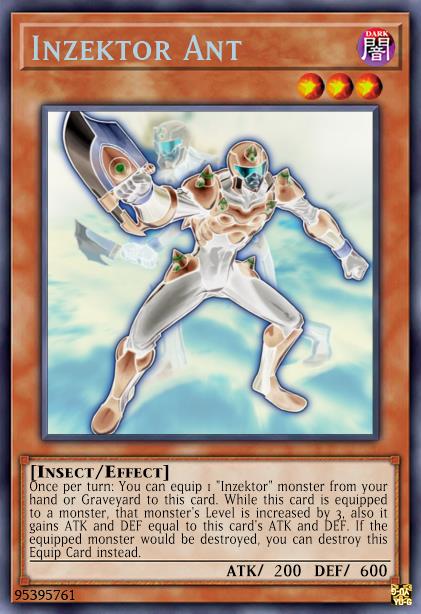 Inzektor Ant
DARK
闇
[Insect/Effect]
Once per turn: You can equip 1 "Inzektor" monster from your
hand or Graveyard to this card. While this card is equipped
to a monster, that monster's Level is increased by 3, also it
gains ATK and DEF equal to this card's ATK and DEF. If the
equipped monster would be destroyed, you can destroy this
Equip Card instead.
ATK/ 200 DEF/ 600
95395761